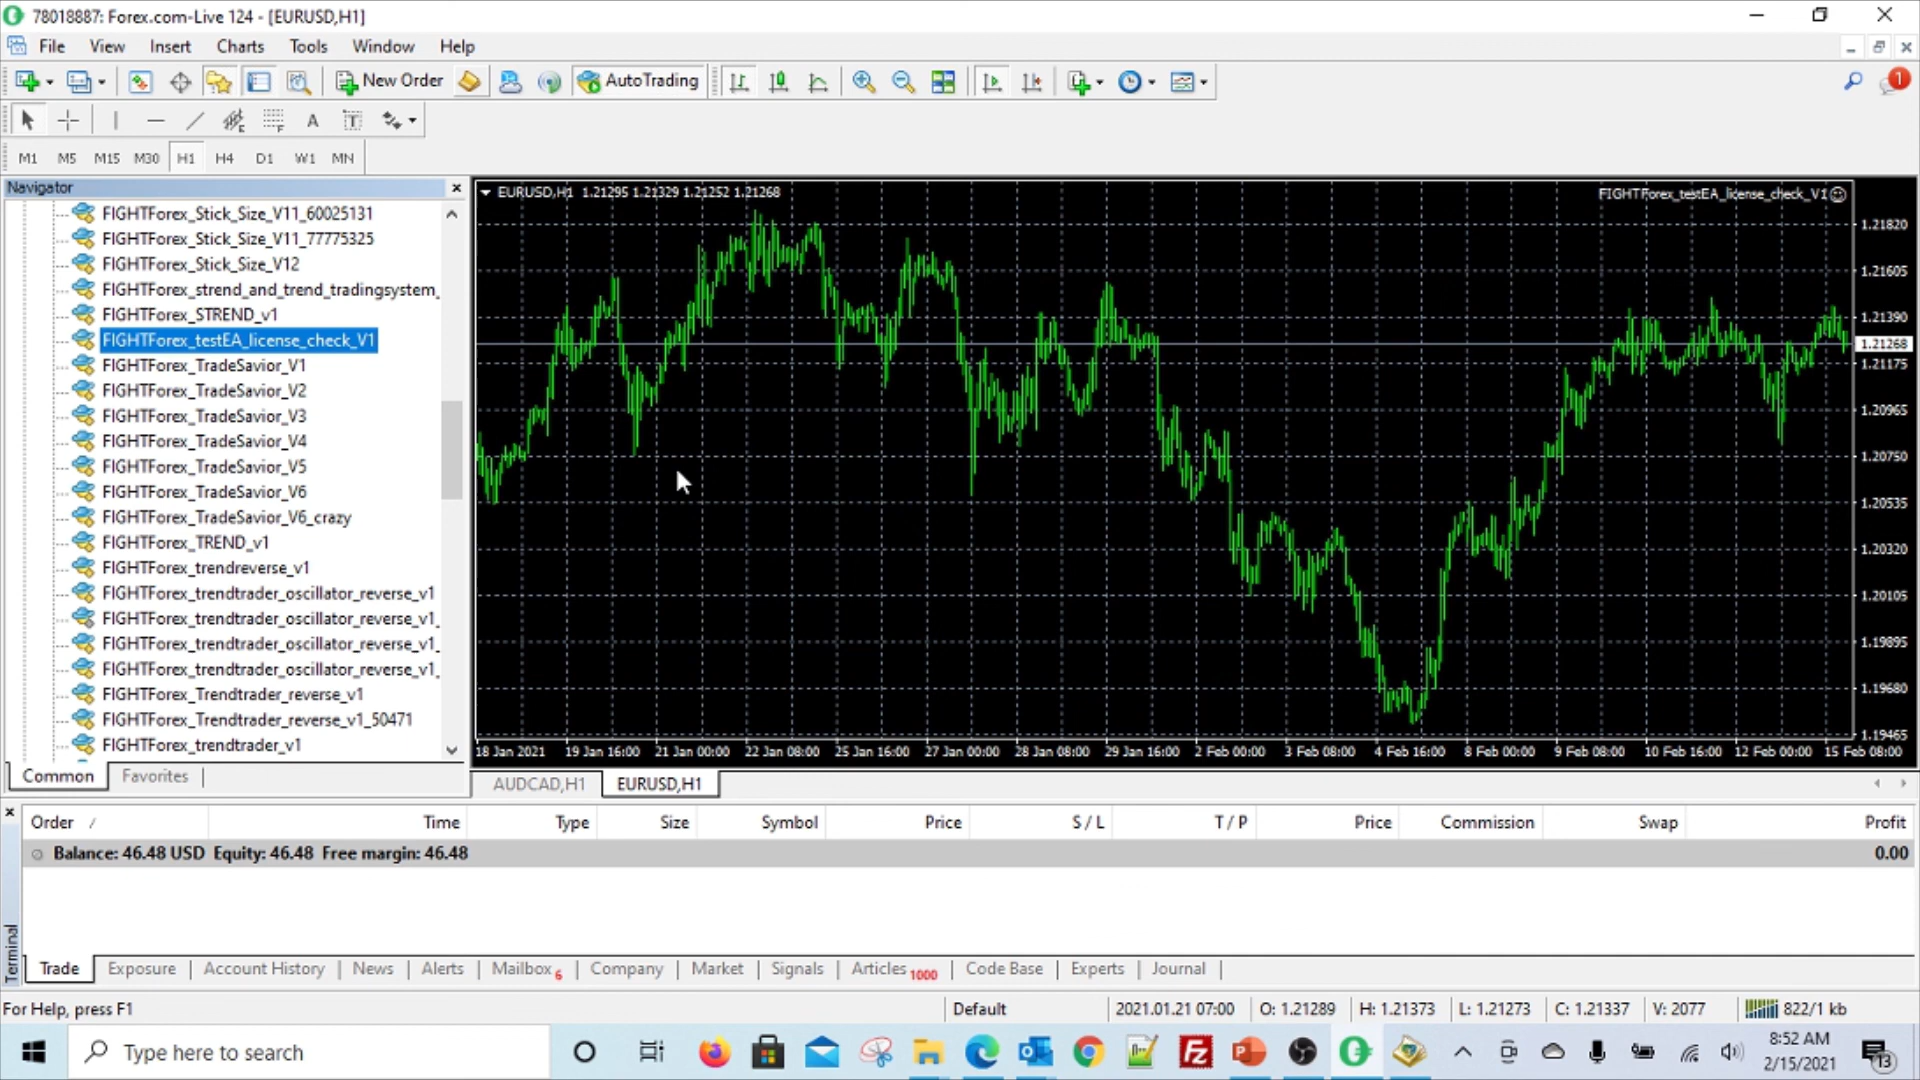 78018887: Forex.com-Live 124 - [EURUSD,H1]
File View Insert Charts Tools Window Help
New Order AutoTrading 1
A
M1 M5 M15 M30 H1 H4 D1 W1 MN
Navigator
FIGHTForex_Stick_Size_V11_60025131
FIGHTForex_Stick_Size_V11_77775325
FIGHTForex_Stick_Size_V12
FIGHTForex_strend_and_trend_tradingsystem_
FIGHTForex_STREND_v1
FIGHTForex_testEA_license_check_V1
FIGHTForex_TradeSavior_V1
FIGHTForex_TradeSavior_V2
FIGHTForex_TradeSavior_V3
FIGHTForex_TradeSavior_V4
FIGHTForex_TradeSavior_V5
FIGHTForex_TradeSavior_V6
FIGHTForex_TradeSavior_V6_crazy
FIGHTForex_TREND_v1
FIGHTForex_trendreverse_v1
FIGHTForex_trendtrader_oscillator_reverse_v1
FIGHTForex_trendtrader_oscillator_reverse_v1_
FIGHTForex_trendtrader_oscillator_reverse_v1_
FIGHTForex_trendtrader_oscillator_reverse_v1_
FIGHTForex_Trendtrader_reverse_v1
FIGHTForex_Trendtrader_reverse_v1_50471
FIGHTForex_trendtrader_v1
Common Favorites
EURUSD,H1 1.21295 1.21329 1.21252 1.21268
FIGHTForex_testEA_license_check_V1
1.21820
1.21605
1.21390
1.21268
1.21175
1.20965
1.20750
1.20535
1.20320
1.20105
1.19895
1.19680
1.19465
18 Jan 2021 19 Jan 16:00 21 Jan 00:00 22 Jan 08:00 25 Jan 16:00 27 Jan 00:00 28 Jan 08:00 29 Jan 16:00 2 Feb 00:00 3 Feb 08:00 4 Feb 16:00 8 Feb 00:00 9 Feb 08:00 10 Feb 16:00 12 Feb 00:00 15 Feb 08:00
AUDCAD,H1 EURUSD,H1
Order / Time Type Size Symbol Price S / L T / P Price Commission Swap Profit
Balance: 46.48 USD Equity: 46.48 Free margin: 46.48 0.00
Terminal
Trade Exposure Account History News Alerts Mailbox 6 Company Market Signals Articles 1000 Code Base Experts Journal
For Help, press F1 Default 2021.01.21 07:00 O: 1.21289 H: 1.21373 L: 1.21273 C: 1.21337 V: 2077 822/1 kb
Type here to search
8:52 AM
2/15/2021
13